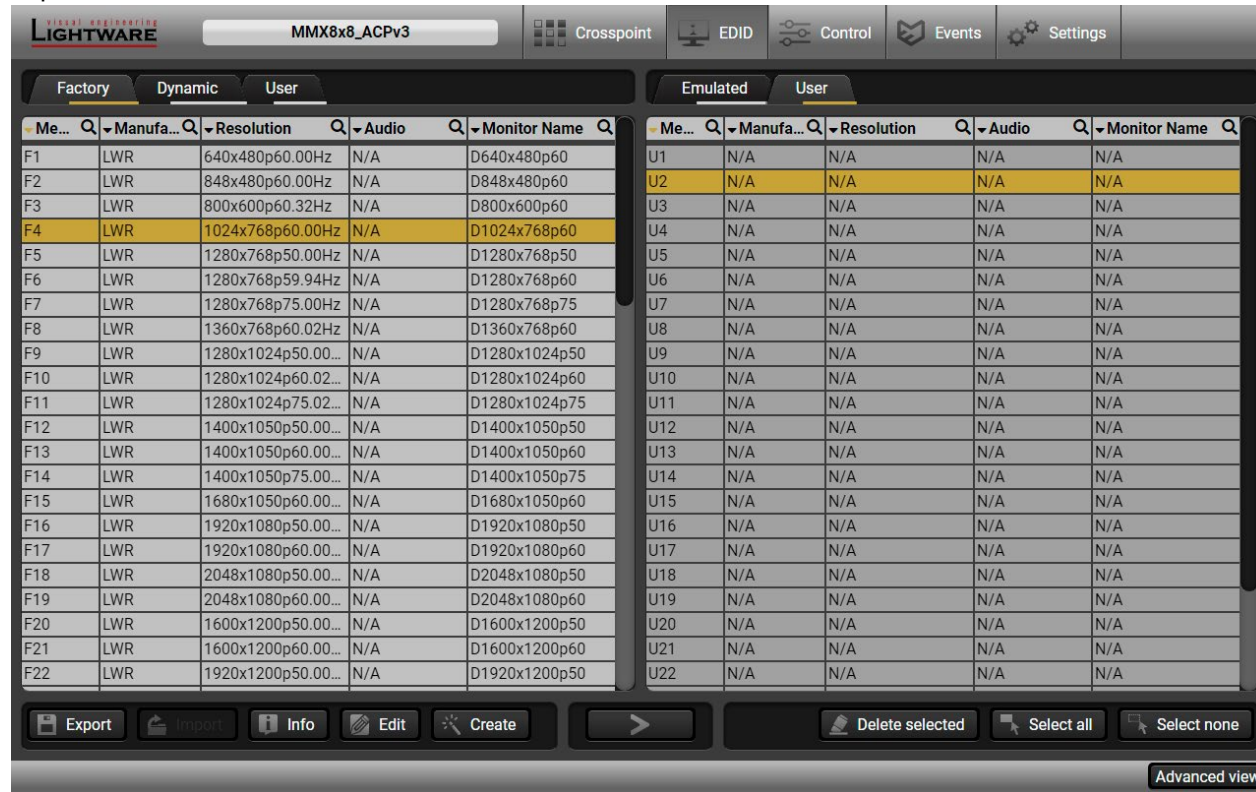 visual engineering
LIGHTWARE
MMX8x8_ACPv3
Crosspoint
EDID
Control
Events
Settings
Factory Dynamic User
Me... Manufa... Resolution Audio Monitor Name
F1 LWR 640x480p60.00Hz N/A D640x480p60
F2 LWR 848x480p60.00Hz N/A D848x480p60
F3 LWR 800x600p60.32Hz N/A D800x600p60
F4 LWR 1024x768p60.00Hz N/A D1024x768p60
F5 LWR 1280x768p50.00Hz N/A D1280x768p50
F6 LWR 1280x768p59.94Hz N/A D1280x768p60
F7 LWR 1280x768p75.00Hz N/A D1280x768p75
F8 LWR 1360x768p60.02Hz N/A D1360x768p60
F9 LWR 1280x1024p50.00... N/A D1280x1024p50
F10 LWR 1280x1024p60.02... N/A D1280x1024p60
F11 LWR 1280x1024p75.02... N/A D1280x1024p75
F12 LWR 1400x1050p50.00... N/A D1400x1050p50
F13 LWR 1400x1050p60.00... N/A D1400x1050p60
F14 LWR 1400x1050p75.00... N/A D1400x1050p75
F15 LWR 1680x1050p60.00... N/A D1680x1050p60
F16 LWR 1920x1080p50.00... N/A D1920x1080p50
F17 LWR 1920x1080p60.00... N/A D1920x1080p60
F18 LWR 2048x1080p50.00... N/A D2048x1080p50
F19 LWR 2048x1080p60.00... N/A D2048x1080p60
F20 LWR 1600x1200p50.00... N/A D1600x1200p50
F21 LWR 1600x1200p60.00... N/A D1600x1200p60
F22 LWR 1920x1200p50.00... N/A D1920x1200p50
Emulated User
Me... Manufa... Resolution Audio Monitor Name
U1 N/A N/A N/A N/A
U2 N/A N/A N/A N/A
U3 N/A N/A N/A N/A
U4 N/A N/A N/A N/A
U5 N/A N/A N/A N/A
U6 N/A N/A N/A N/A
U7 N/A N/A N/A N/A
U8 N/A N/A N/A N/A
U9 N/A N/A N/A N/A
U10 N/A N/A N/A N/A
U11 N/A N/A N/A N/A
U12 N/A N/A N/A N/A
U13 N/A N/A N/A N/A
U14 N/A N/A N/A N/A
U15 N/A N/A N/A N/A
U16 N/A N/A N/A N/A
U17 N/A N/A N/A N/A
U18 N/A N/A N/A N/A
U19 N/A N/A N/A N/A
U20 N/A N/A N/A N/A
U21 N/A N/A N/A N/A
U22 N/A N/A N/A N/A
Export Import Info Edit Create > Delete selected Select all Select none
Advanced view